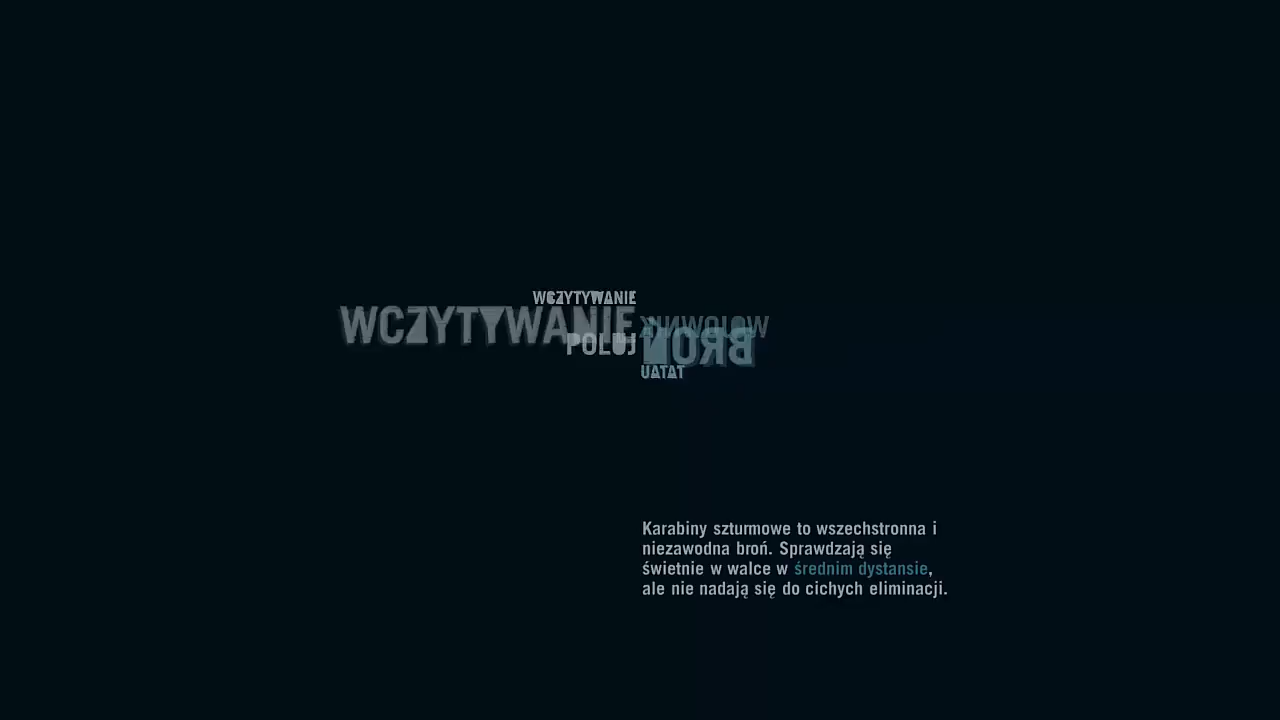 WCZYTYWANIE
WCZYTYWANIE
POLUJ
BROŃ
Karabiny szturmowe to wszechstronna i
niezawodna broń. Sprawdzają się
świetnie w walce w średnim dystansie,
ale nie nadają się do cichych eliminacji.